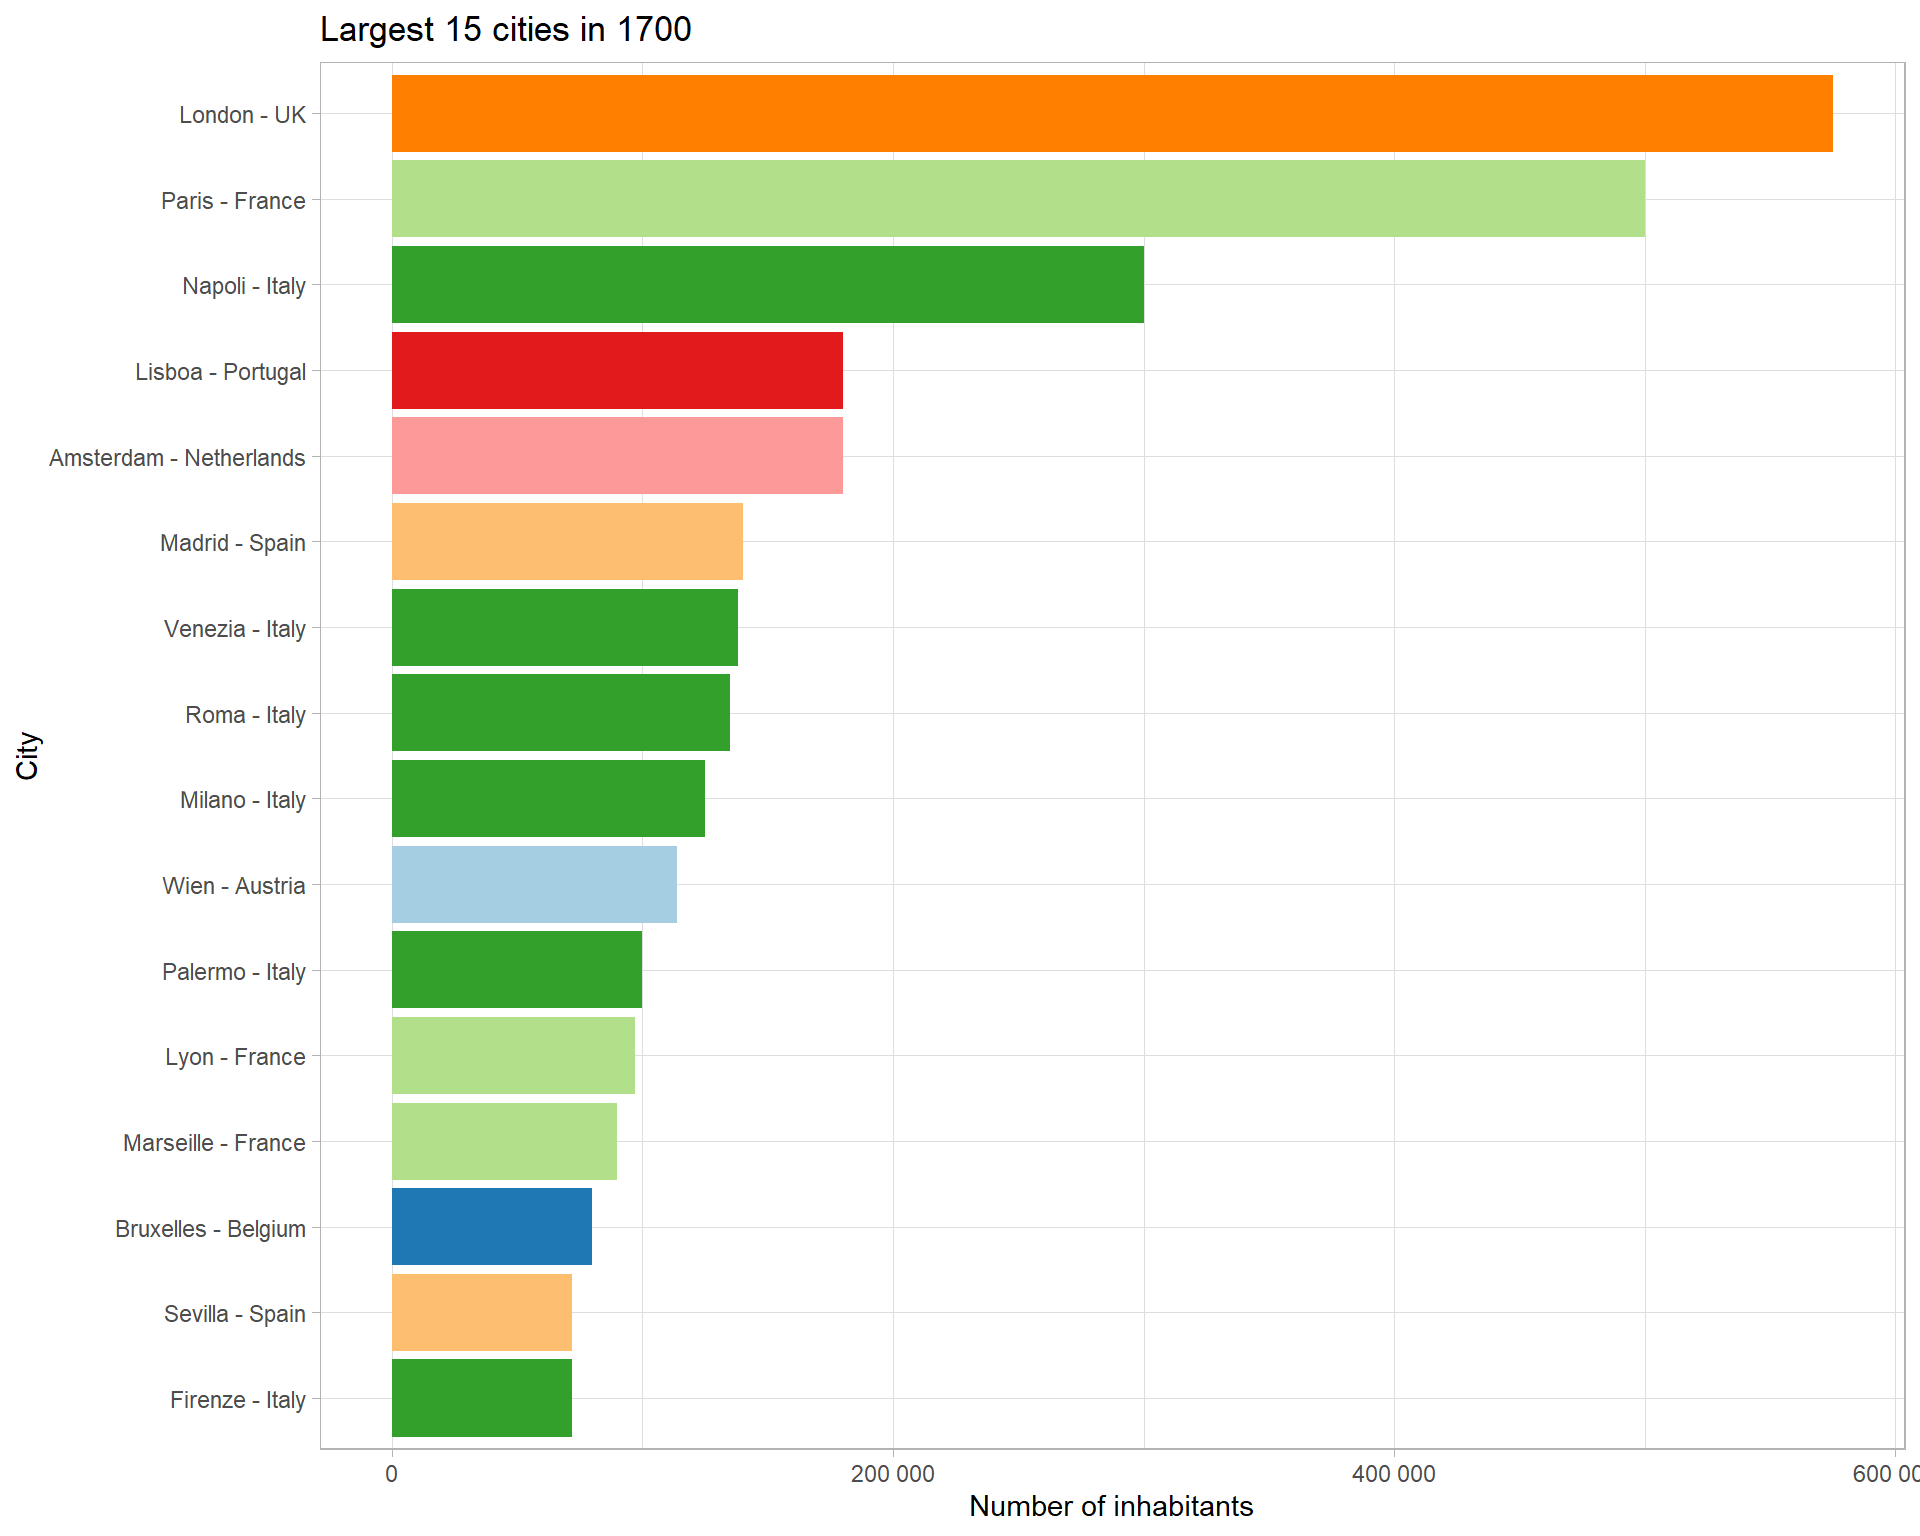 Largest 15 cities in 1700
London - UK
Paris - France
Napoli - Italy
Lisboa - Portugal
Amsterdam - Netherlands
Madrid - Spain
Venezia - Italy
Roma - Italy
Milano - Italy
Wien - Austria
Palermo - Italy
Lyon - France
Marseille - France
Bruxelles - Belgium
Sevilla - Spain
Firenze - Italy
City
0 200 000 400 000 600 00
Number of inhabitants